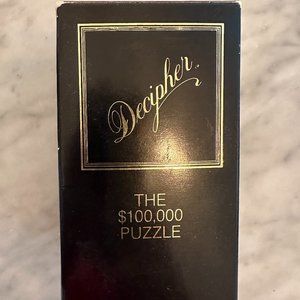 Decipher
THE
$100,000
PUZZLE